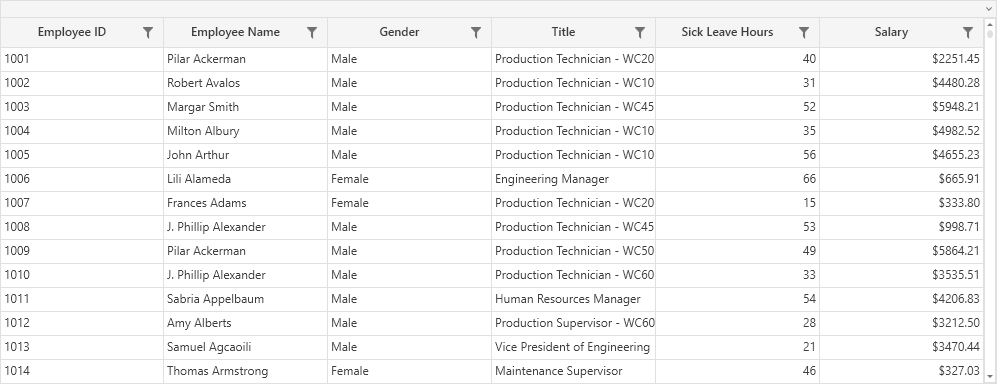 Employee ID Employee Name Gender Title Sick Leave Hours Salary
1001 Pilar Ackerman Male Production Technician - WC20 40 $2251.45
1002 Robert Avalos Male Production Technician - WC10 31 $4480.28
1003 Margar Smith Male Production Technician - WC45 52 $5948.21
1004 Milton Albury Male Production Technician - WC10 35 $4982.52
1005 John Arthur Male Production Technician - WC10 56 $4655.23
1006 Lili Alameda Female Engineering Manager 66 $665.91
1007 Frances Adams Female Production Technician - WC20 15 $333.80
1008 J. Phillip Alexander Male Production Technician - WC45 53 $998.71
1009 Pilar Ackerman Male Production Technician - WC50 49 $5864.21
1010 J. Phillip Alexander Male Production Technician - WC60 33 $3535.51
1011 Sabria Appelbaum Male Human Resources Manager 54 $4206.83
1012 Amy Alberts Male Production Supervisor - WC60 28 $3212.50
1013 Samuel Agcaoili Male Vice President of Engineering 21 $3470.44
1014 Thomas Armstrong Female Maintenance Supervisor 46 $327.03